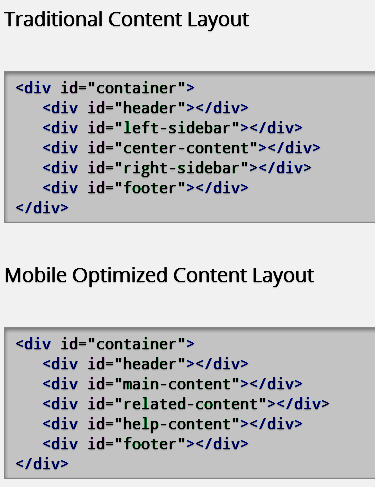 Traditional Content Layout
<div id="container">
<div id="header"></div>
<div id="left-sidebar"></div>
<div id="center-content"></div>
<div id="right-sidebar"></div>
<div id="footer"></div>
</div>
Mobile Optimized Content Layout
<div id="container">
<div id="header"></div>
<div id="main-content"></div>
<div id="related-content"></div>
<div id="help-content"></div>
<div id="footer"></div>
</div>